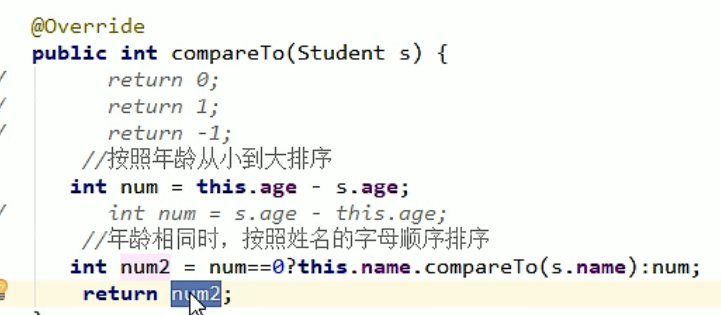 @Override
public int compareTo(Student s) {
/ return 0;
/ return 1;
/ return -1;
//按照年龄从小到大排序
int num = this.age - s.age;
/ int num = s.age - this.age;
//年龄相同时，按照姓名的字母顺序排序
int num2 = num==0?this.name.compareTo(s.name):num;
return num2;